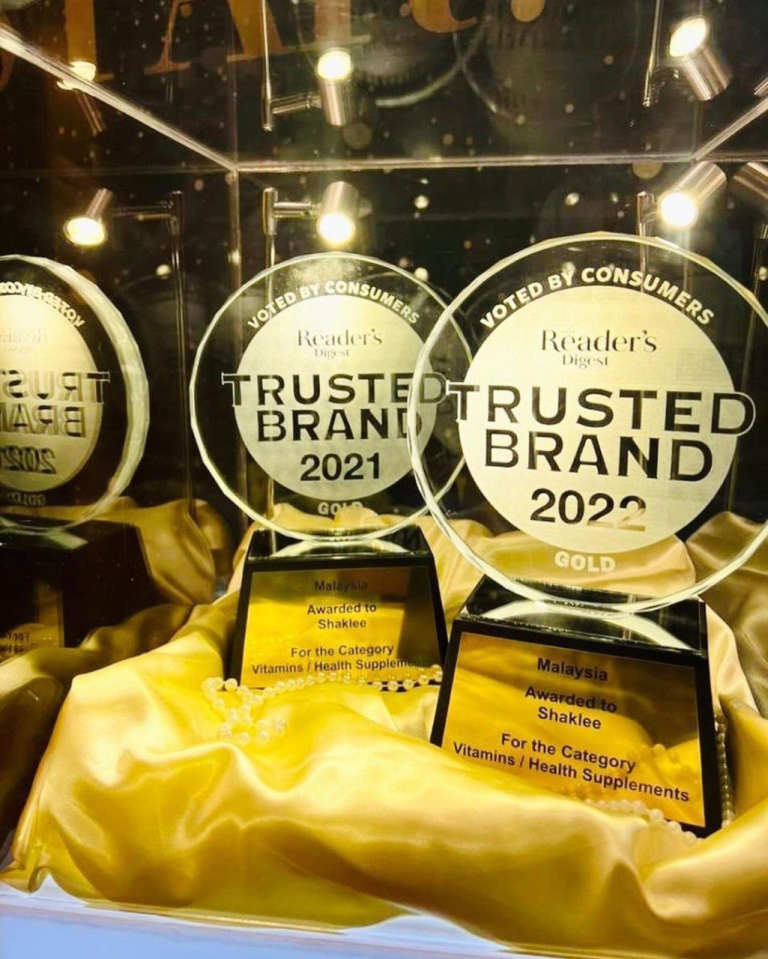 VOTED BY CONSUMERS
Reader's
Digest
TRUSTED
BRAND
2021
GOLD
Malaysia
Awarded to
Shaklee
For the Category
Vitamins / Health Supplements
VOTED BY CONSUMERS
Reader's
Digest
TRUSTED
BRAND
2022
GOLD
Malaysia
Awarded to
Shaklee
For the Category
Vitamins / Health Supplements